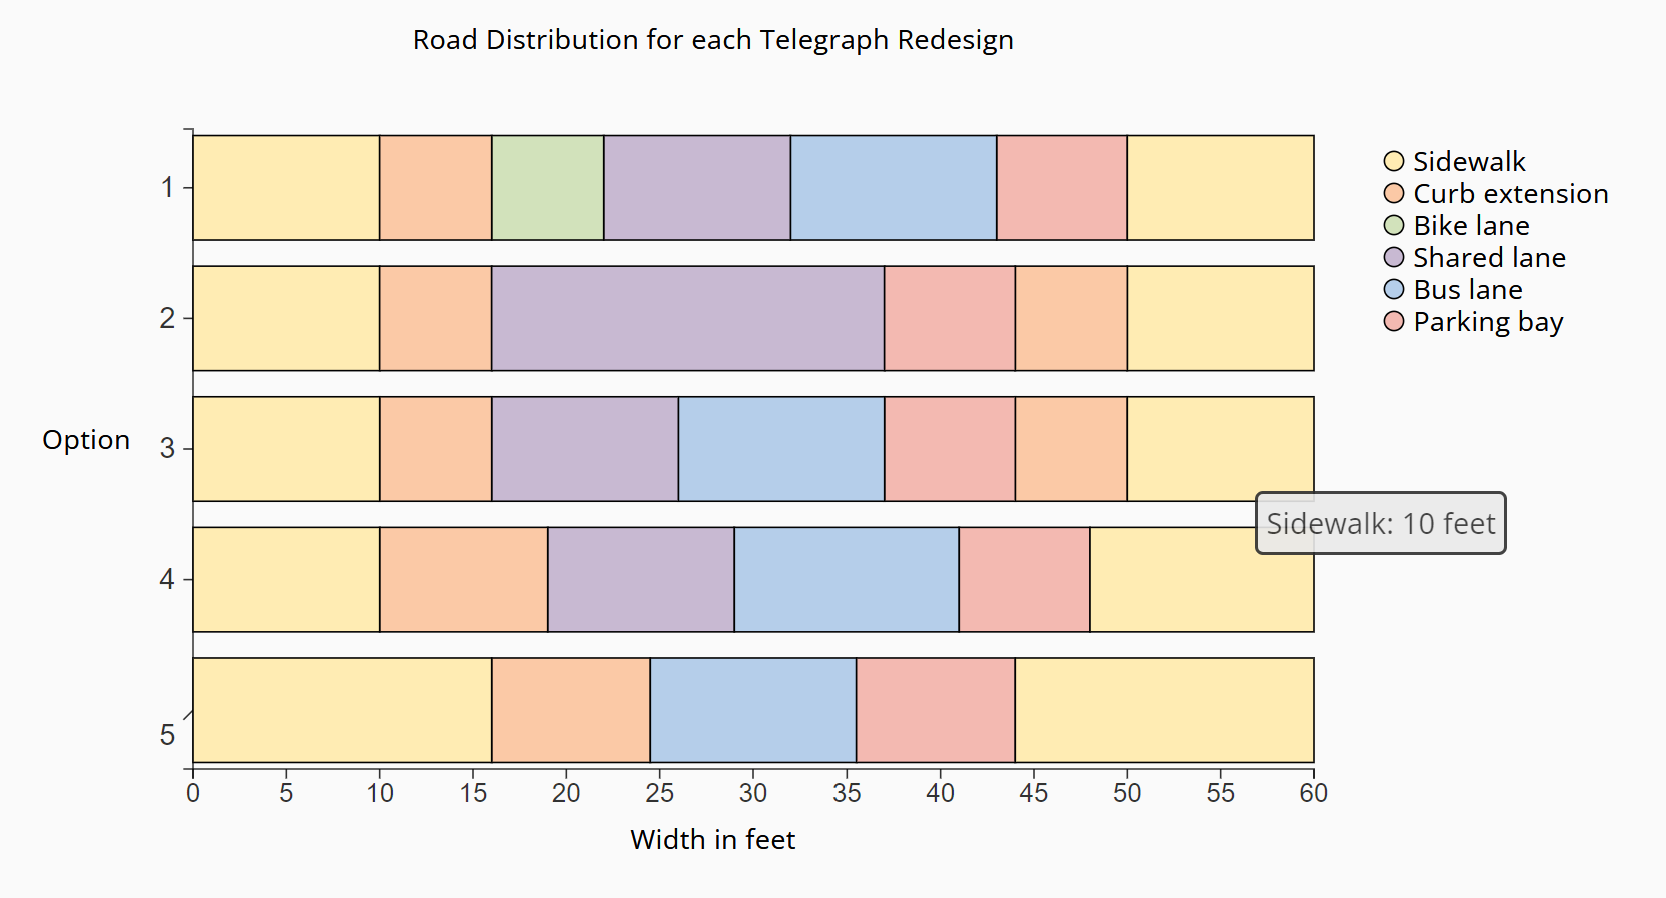 Road Distribution for each Telegraph Redesign
Sidewalk
Curb extension
Bike lane
Shared lane
Bus lane
Parking bay
Option
1
2
3
4
5
Sidewalk: 10 feet
0 5 10 15 20 25 30 35 40 45 50 55 60
Width in feet